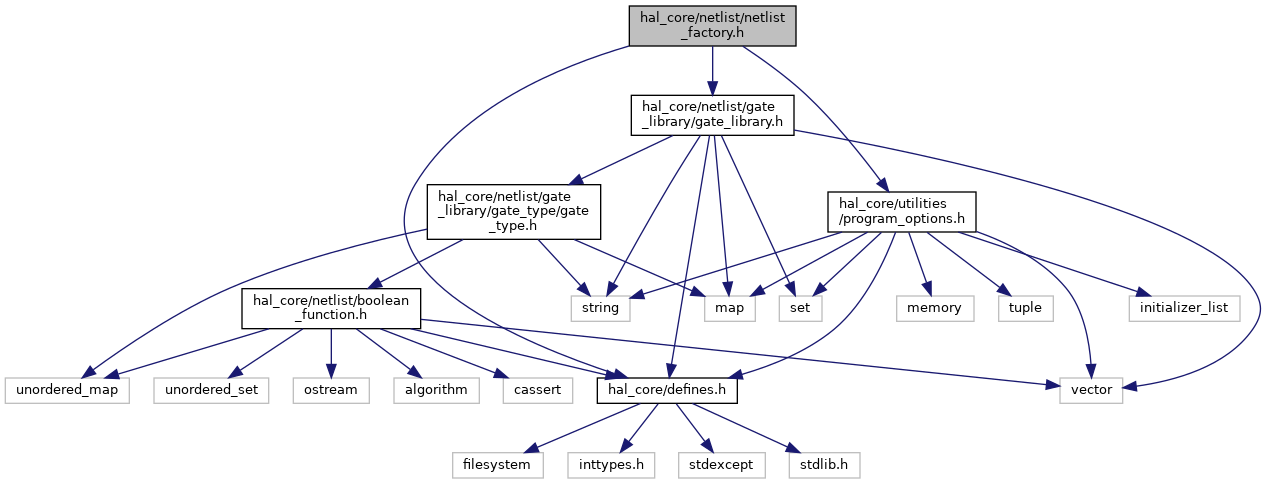 hal_core/netlist/netlist
_factory.h
hal_core/netlist/gate
_library/gate_library.h
hal_core/netlist/gate
_library/gate_type/gate
_type.h
hal_core/utilities
/program_options.h
hal_core/netlist/boolean
_function.h
string
map
set
memory
tuple
initializer_list
unordered_map
unordered_set
ostream
algorithm
cassert
hal_core/defines.h
vector
filesystem
inttypes.h
stdexcept
stdlib.h